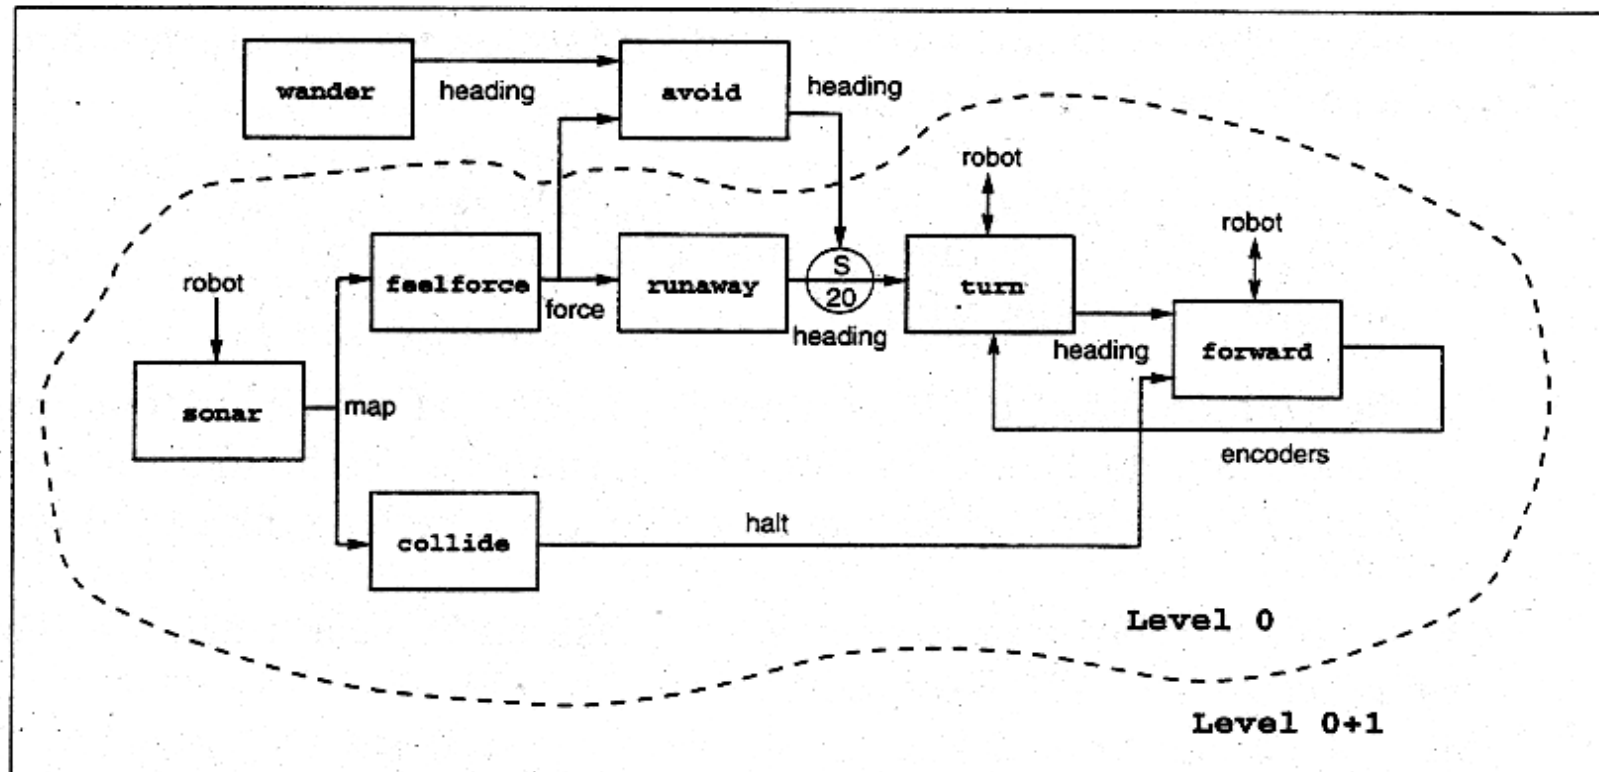 wander
heading
avoid
heading
robot
robot
robot
feelforce
force
runaway
S
20
heading
turn
heading
forward
sonar
map
encoders
collide
halt
Level 0
Level 0+1